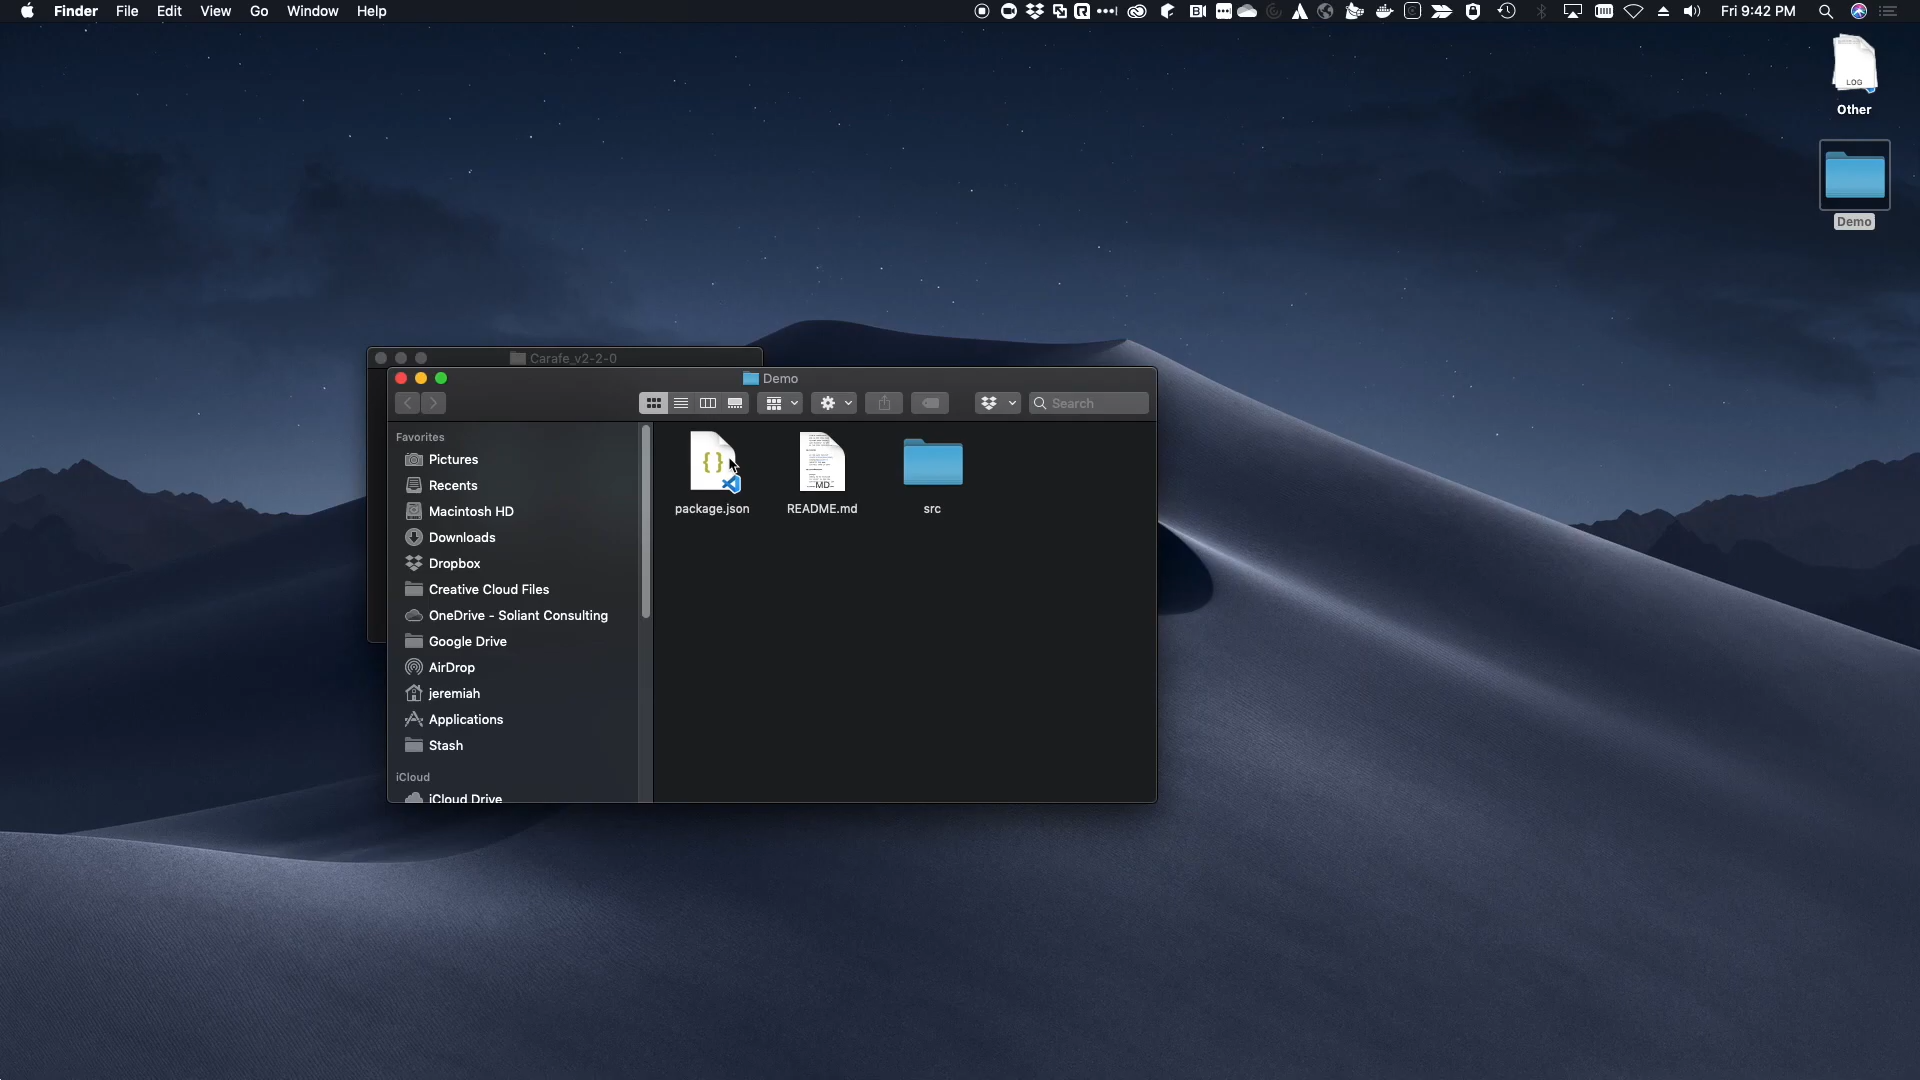 Finder File Edit View Go Window Help
Fri 9:42 PM
LOG
Other
Demo
Carafe_v2-2-0
Demo
Search
Favorites
Pictures
Recents
Macintosh HD
Downloads
Dropbox
Creative Cloud Files
OneDrive - Soliant Consulting
Google Drive
AirDrop
jeremiah
Applications
Stash
iCloud
iCloud Drive
{ }
MD
package.json
README.md
src